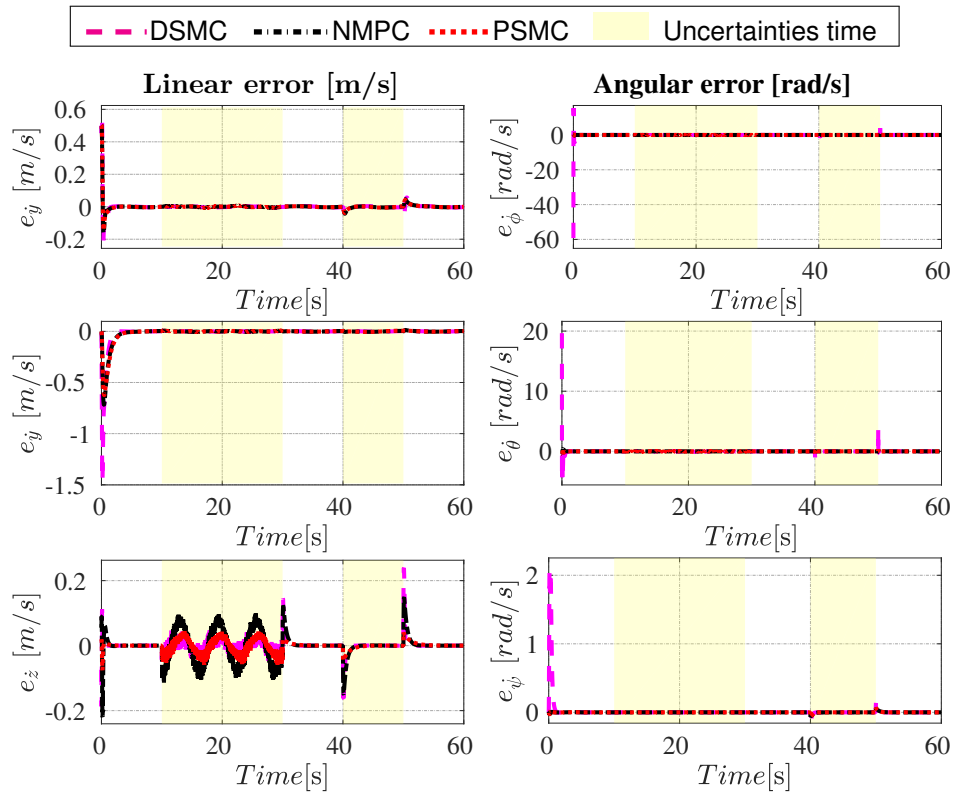 DSMC NMPC PSMC Uncertainties time
Linear error [m/s]
0.6
0.4
0.2
0
-0.2
e_ẏ [m/s]
0 20 40 60
Time[s]
Angular error [rad/s]
0
-20
-40
-60
e_ϕ̇ [rad/s]
0 20 40 60
Time[s]
0
-0.5
-1
-1.5
e_ẏ [m/s]
0 20 40 60
Time[s]
20
10
0
e_θ̇ [rad/s]
0 20 40 60
Time[s]
0.2
0
-0.2
e_ż [m/s]
0 20 40 60
Time[s]
2
1
0
e_ψ̇ [rad/s]
0 20 40 60
Time[s]